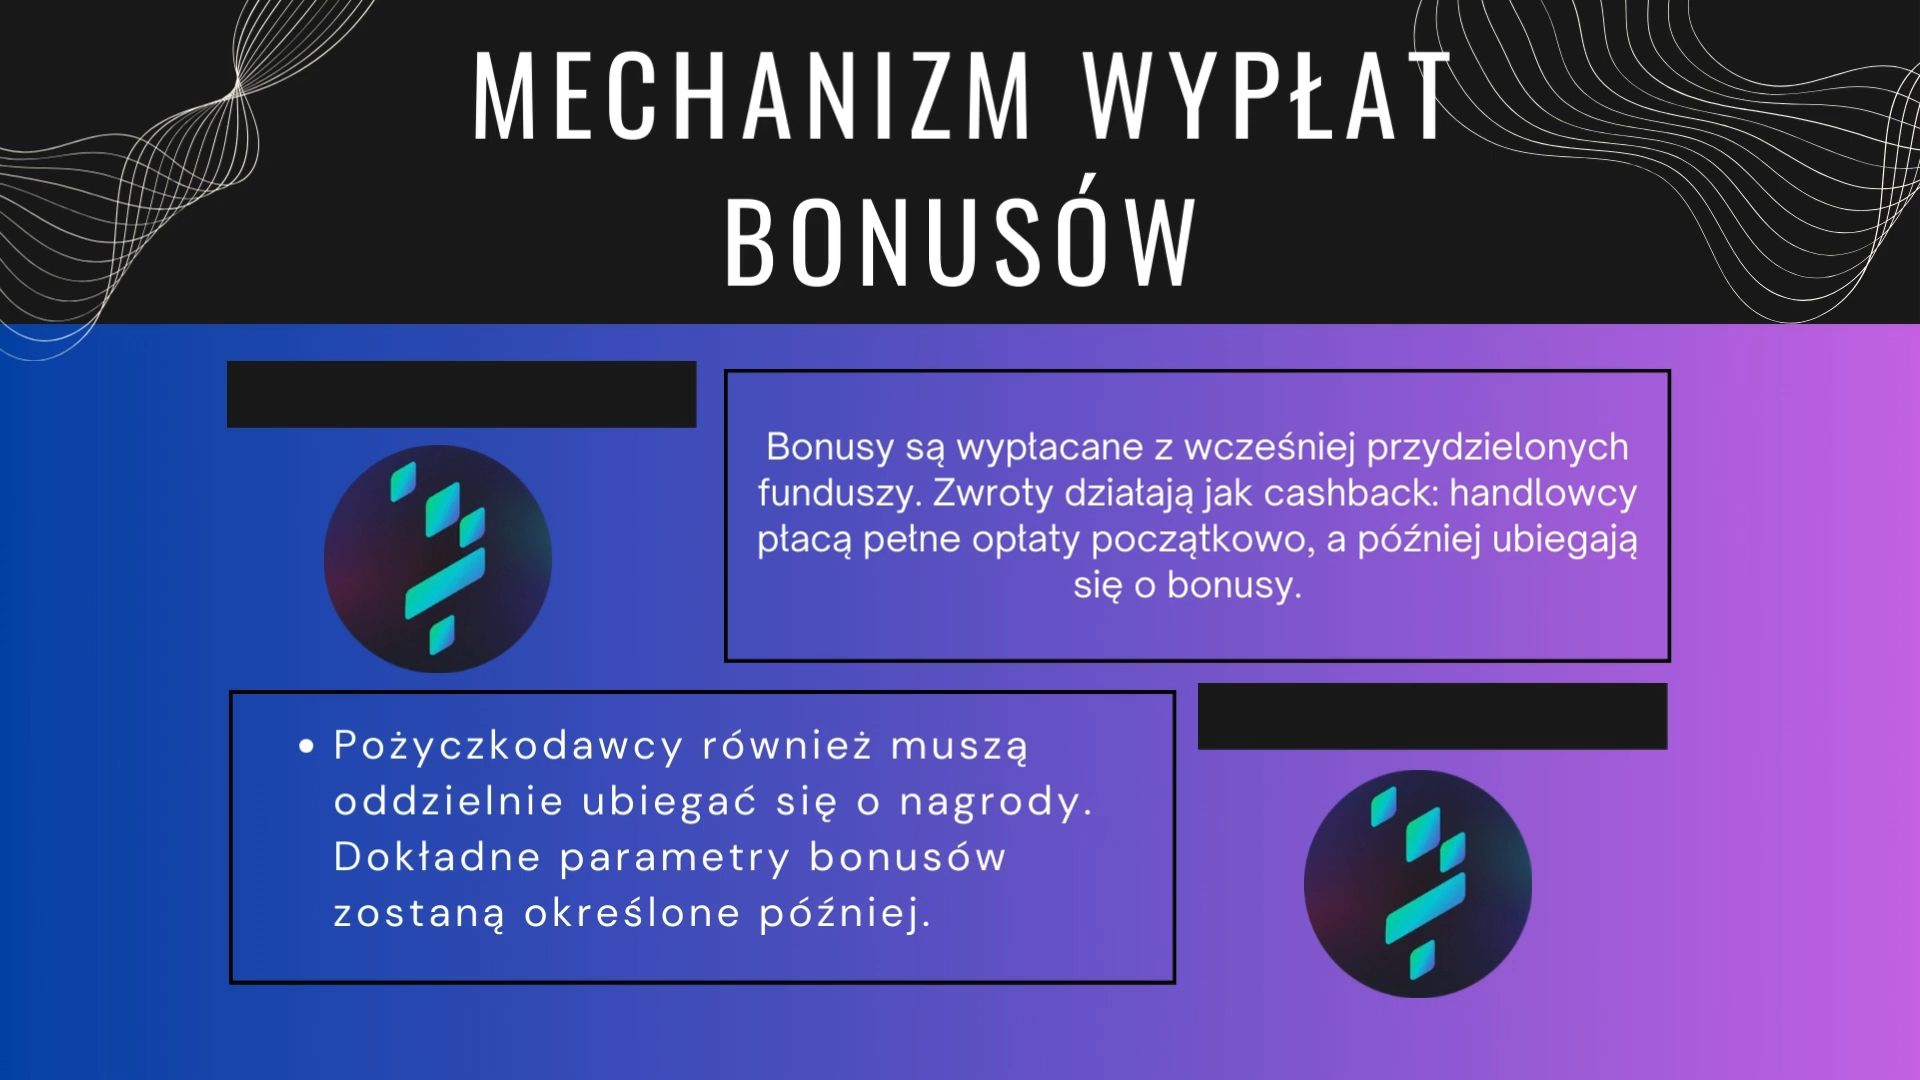 MECHANIZM WYPŁAT
BONUSÓW
Bonusy są wypłacane z wcześniej przydzielonych
funduszy. Zwroty działają jak cashback: handlowcy
płacą pełne opłaty początkowo, a później ubiegają
się o bonusy.
• Pożyczkodawcy również muszą
oddzielnie ubiegać się o nagrody.
Dokładne parametry bonusów
zostaną określone później.